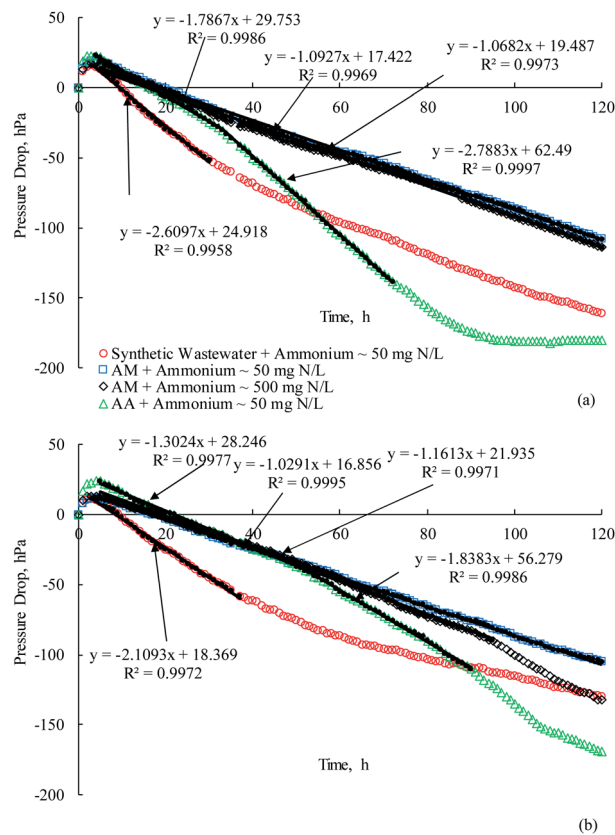 50
y = -1.7867x + 29.753
R² = 0.9986
y = -1.0927x + 17.422
R² = 0.9969
y = -1.0682x + 19.487
R² = 0.9973
0
0 20 40 60 80 100 120
-50
y = -2.7883x + 62.49
R² = 0.9997
-100
y = -2.6097x + 24.918
R² = 0.9958
-150
-200
Pressure Drop, hPa
Time, h
Synthetic Wastewater + Ammonium ~ 50 mg N/L
AM + Ammonium ~ 50 mg N/L
AM + Ammonium ~ 500 mg N/L
AA + Ammonium ~ 50 mg N/L
(a)
50
y = -1.3024x + 28.246
R² = 0.9977
y = -1.0291x + 16.856
R² = 0.9995
y = -1.1613x + 21.935
R² = 0.9971
0
0 20 40 60 80 100 120
-50
y = -1.8383x + 56.279
R² = 0.9986
-100
y = -2.1093x + 18.369
R² = 0.9972
-150
-200
Pressure Drop, hPa
Time, h
(b)